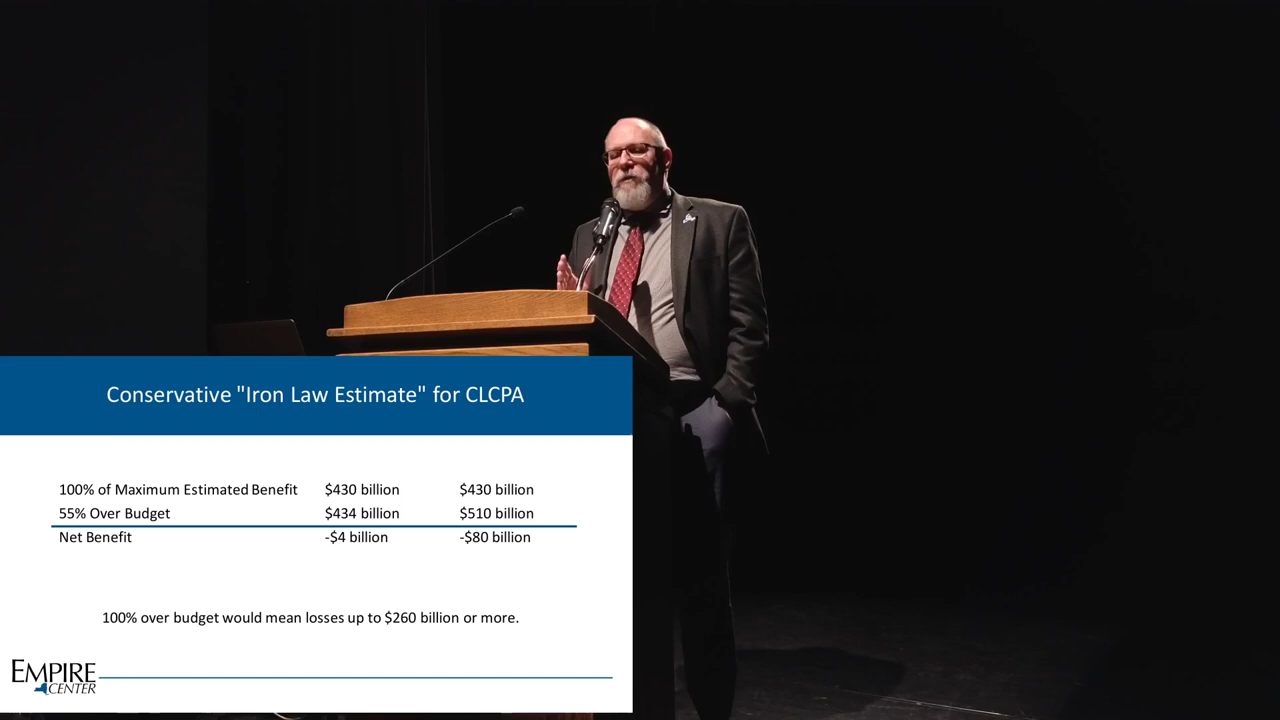 Conservative "Iron Law Estimate" for CLCPA
100% of Maximum Estimated Benefit $430 billion $430 billion
55% Over Budget $434 billion $510 billion
Net Benefit -$4 billion -$80 billion
100% over budget would mean losses up to $260 billion or more.
EMPIRE
CENTER